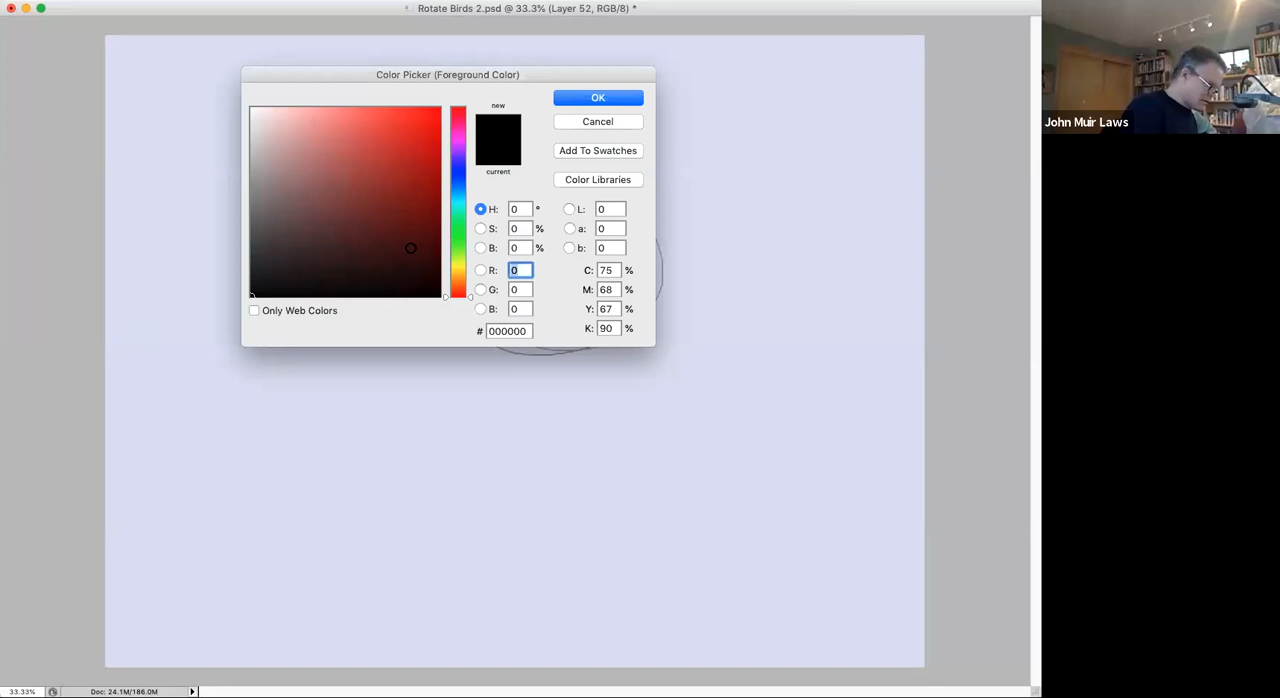 Rotate Birds 2.psd @ 33.3% (Layer 52, RGB/8) *
Color Picker (Foreground Color)
new
current
OK
Cancel
Add To Swatches
Color Libraries
H: 0 °
S: 0 %
B: 0 %
R: 0
G: 0
B: 0
# 000000
L: 0
a: 0
b: 0
C: 75 %
M: 68 %
Y: 67 %
K: 90 %
Only Web Colors
John Muir Laws
33.33%
Doc: 24.1M/186.0M